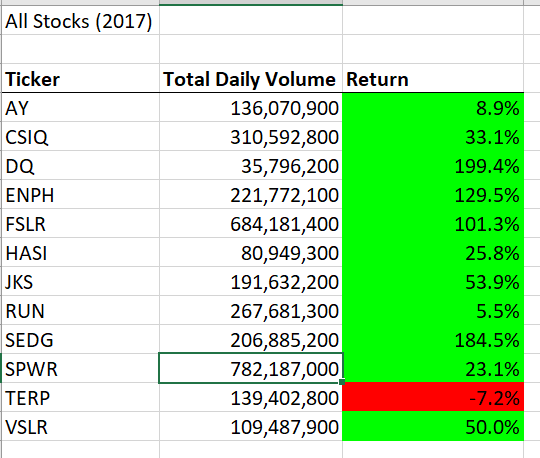 All Stocks (2017)
Ticker Total Daily Volume Return
AY 136,070,900 8.9%
CSIQ 310,592,800 33.1%
DQ 35,796,200 199.4%
ENPH 221,772,100 129.5%
FSLR 684,181,400 101.3%
HASI 80,949,300 25.8%
JKS 191,632,200 53.9%
RUN 267,681,300 5.5%
SEDG 206,885,200 184.5%
SPWR 782,187,000 23.1%
TERP 139,402,800 -7.2%
VSLR 109,487,900 50.0%